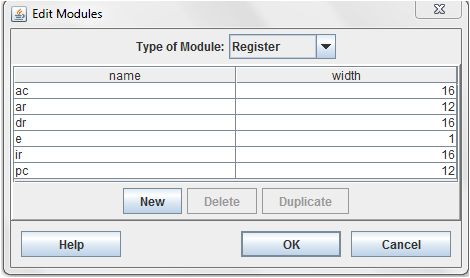 Edit Modules
Type of Module: Register
name width
ac 16
ar 12
dr 16
e 1
ir 16
pc 12
New Delete Duplicate
Help OK Cancel